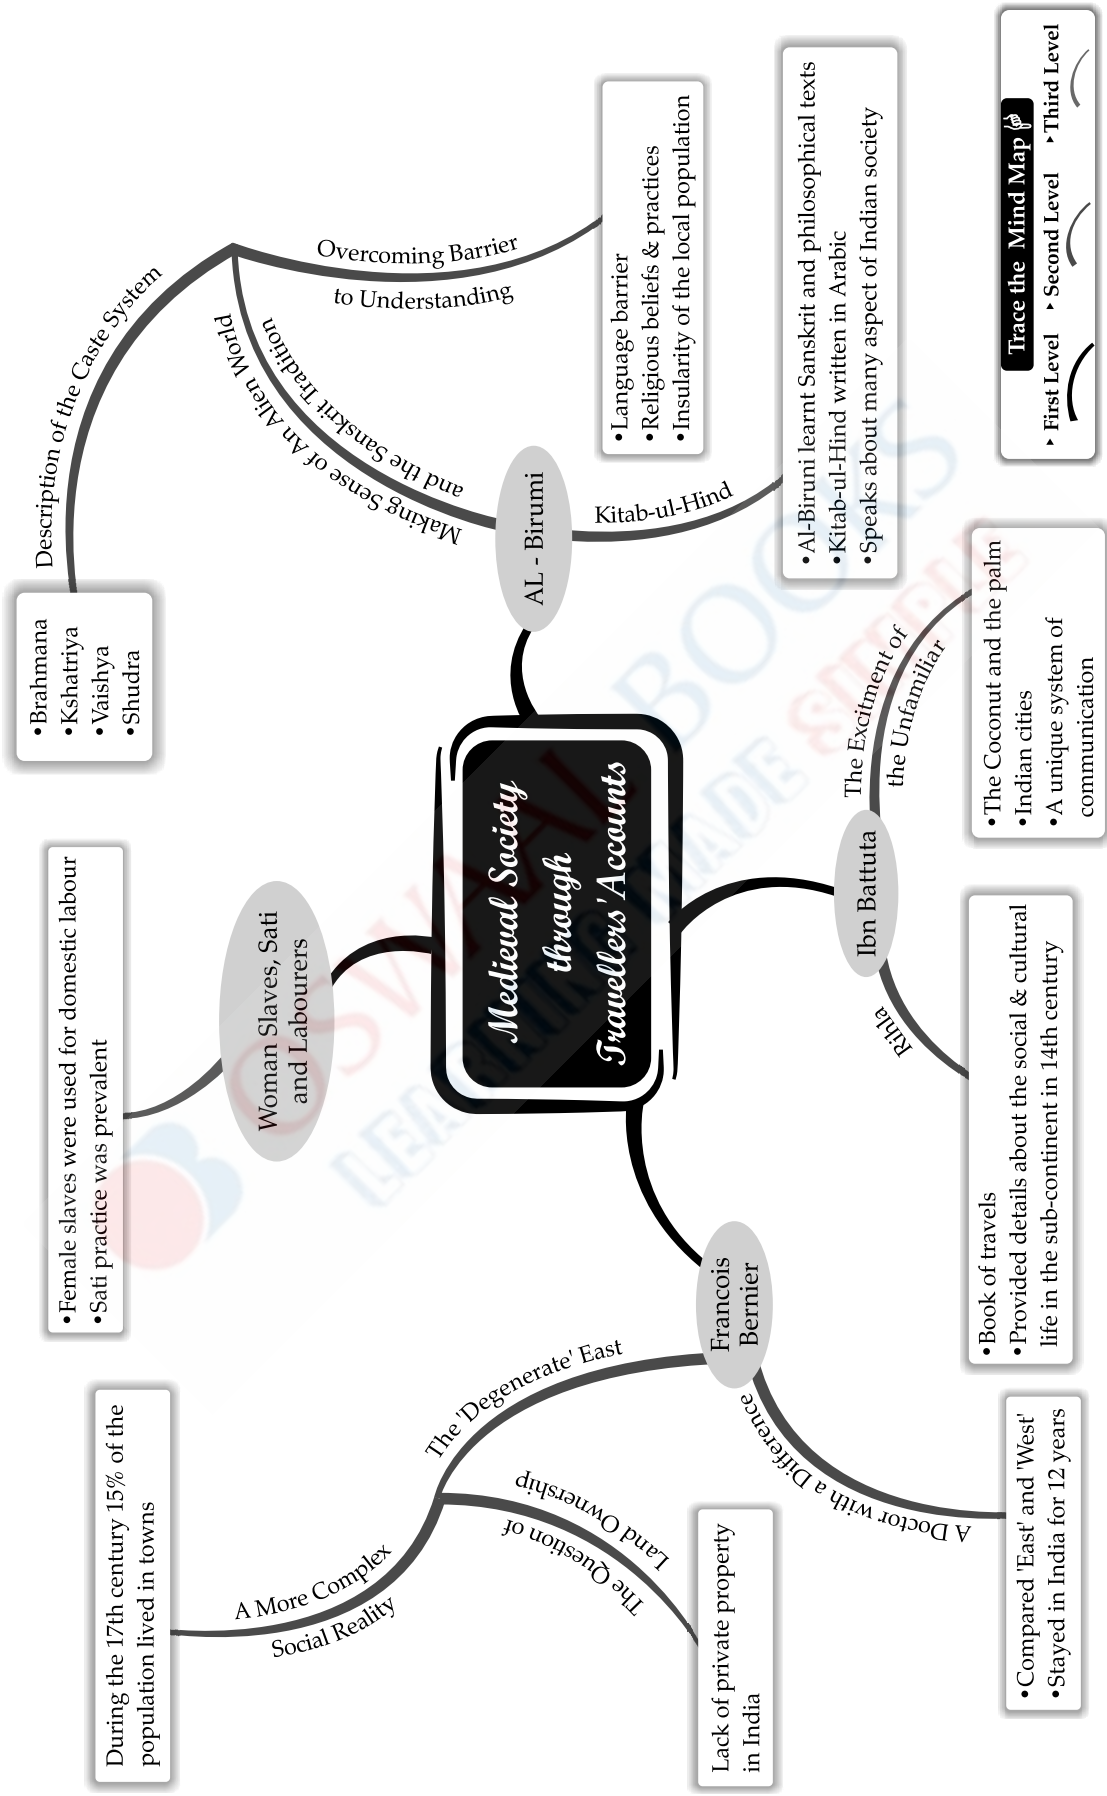 Medieval Society
through
Travellers' Accounts
AL - Birumi
Making Sense of An Alien World
and the Sanskrit Tradition
Description of the Caste System
•Brahmana
•Kshatriya
•Vaishya
•Shudra
Overcoming Barrier
to Understanding
•Language barrier
•Religious beliefs & practices
•Insularity of the local population
Kitab-ul-Hind
•Al-Biruni learnt Sanskrit and philosophical texts
•Kitab-ul-Hind written in Arabic
•Speaks about many aspect of Indian society
Ibn Battuta
The Excitment of
the Unfamiliar
•The Coconut and the palm
•Indian cities
•A unique system of
communication
Rihla
•Book of travels
•Provided details about the social & cultural
life in the sub-continent in 14th century
Francois
Bernier
A Doctor with a Difference
•Compared 'East' and 'West'
•Stayed in India for 12 years
The 'Degenerate' East
The Question of
Land Ownership
Lack of private property
in India
A More Complex
Social Reality
During the 17th century 15% of the
population lived in towns
Woman Slaves, Sati
and Labourers
•Female slaves were used for domestic labour
•Sati practice was prevalent
Trace the Mind Map
First Level Second Level Third Level
OSWAAL BOOKS
LEARNING MADE SIMPLE